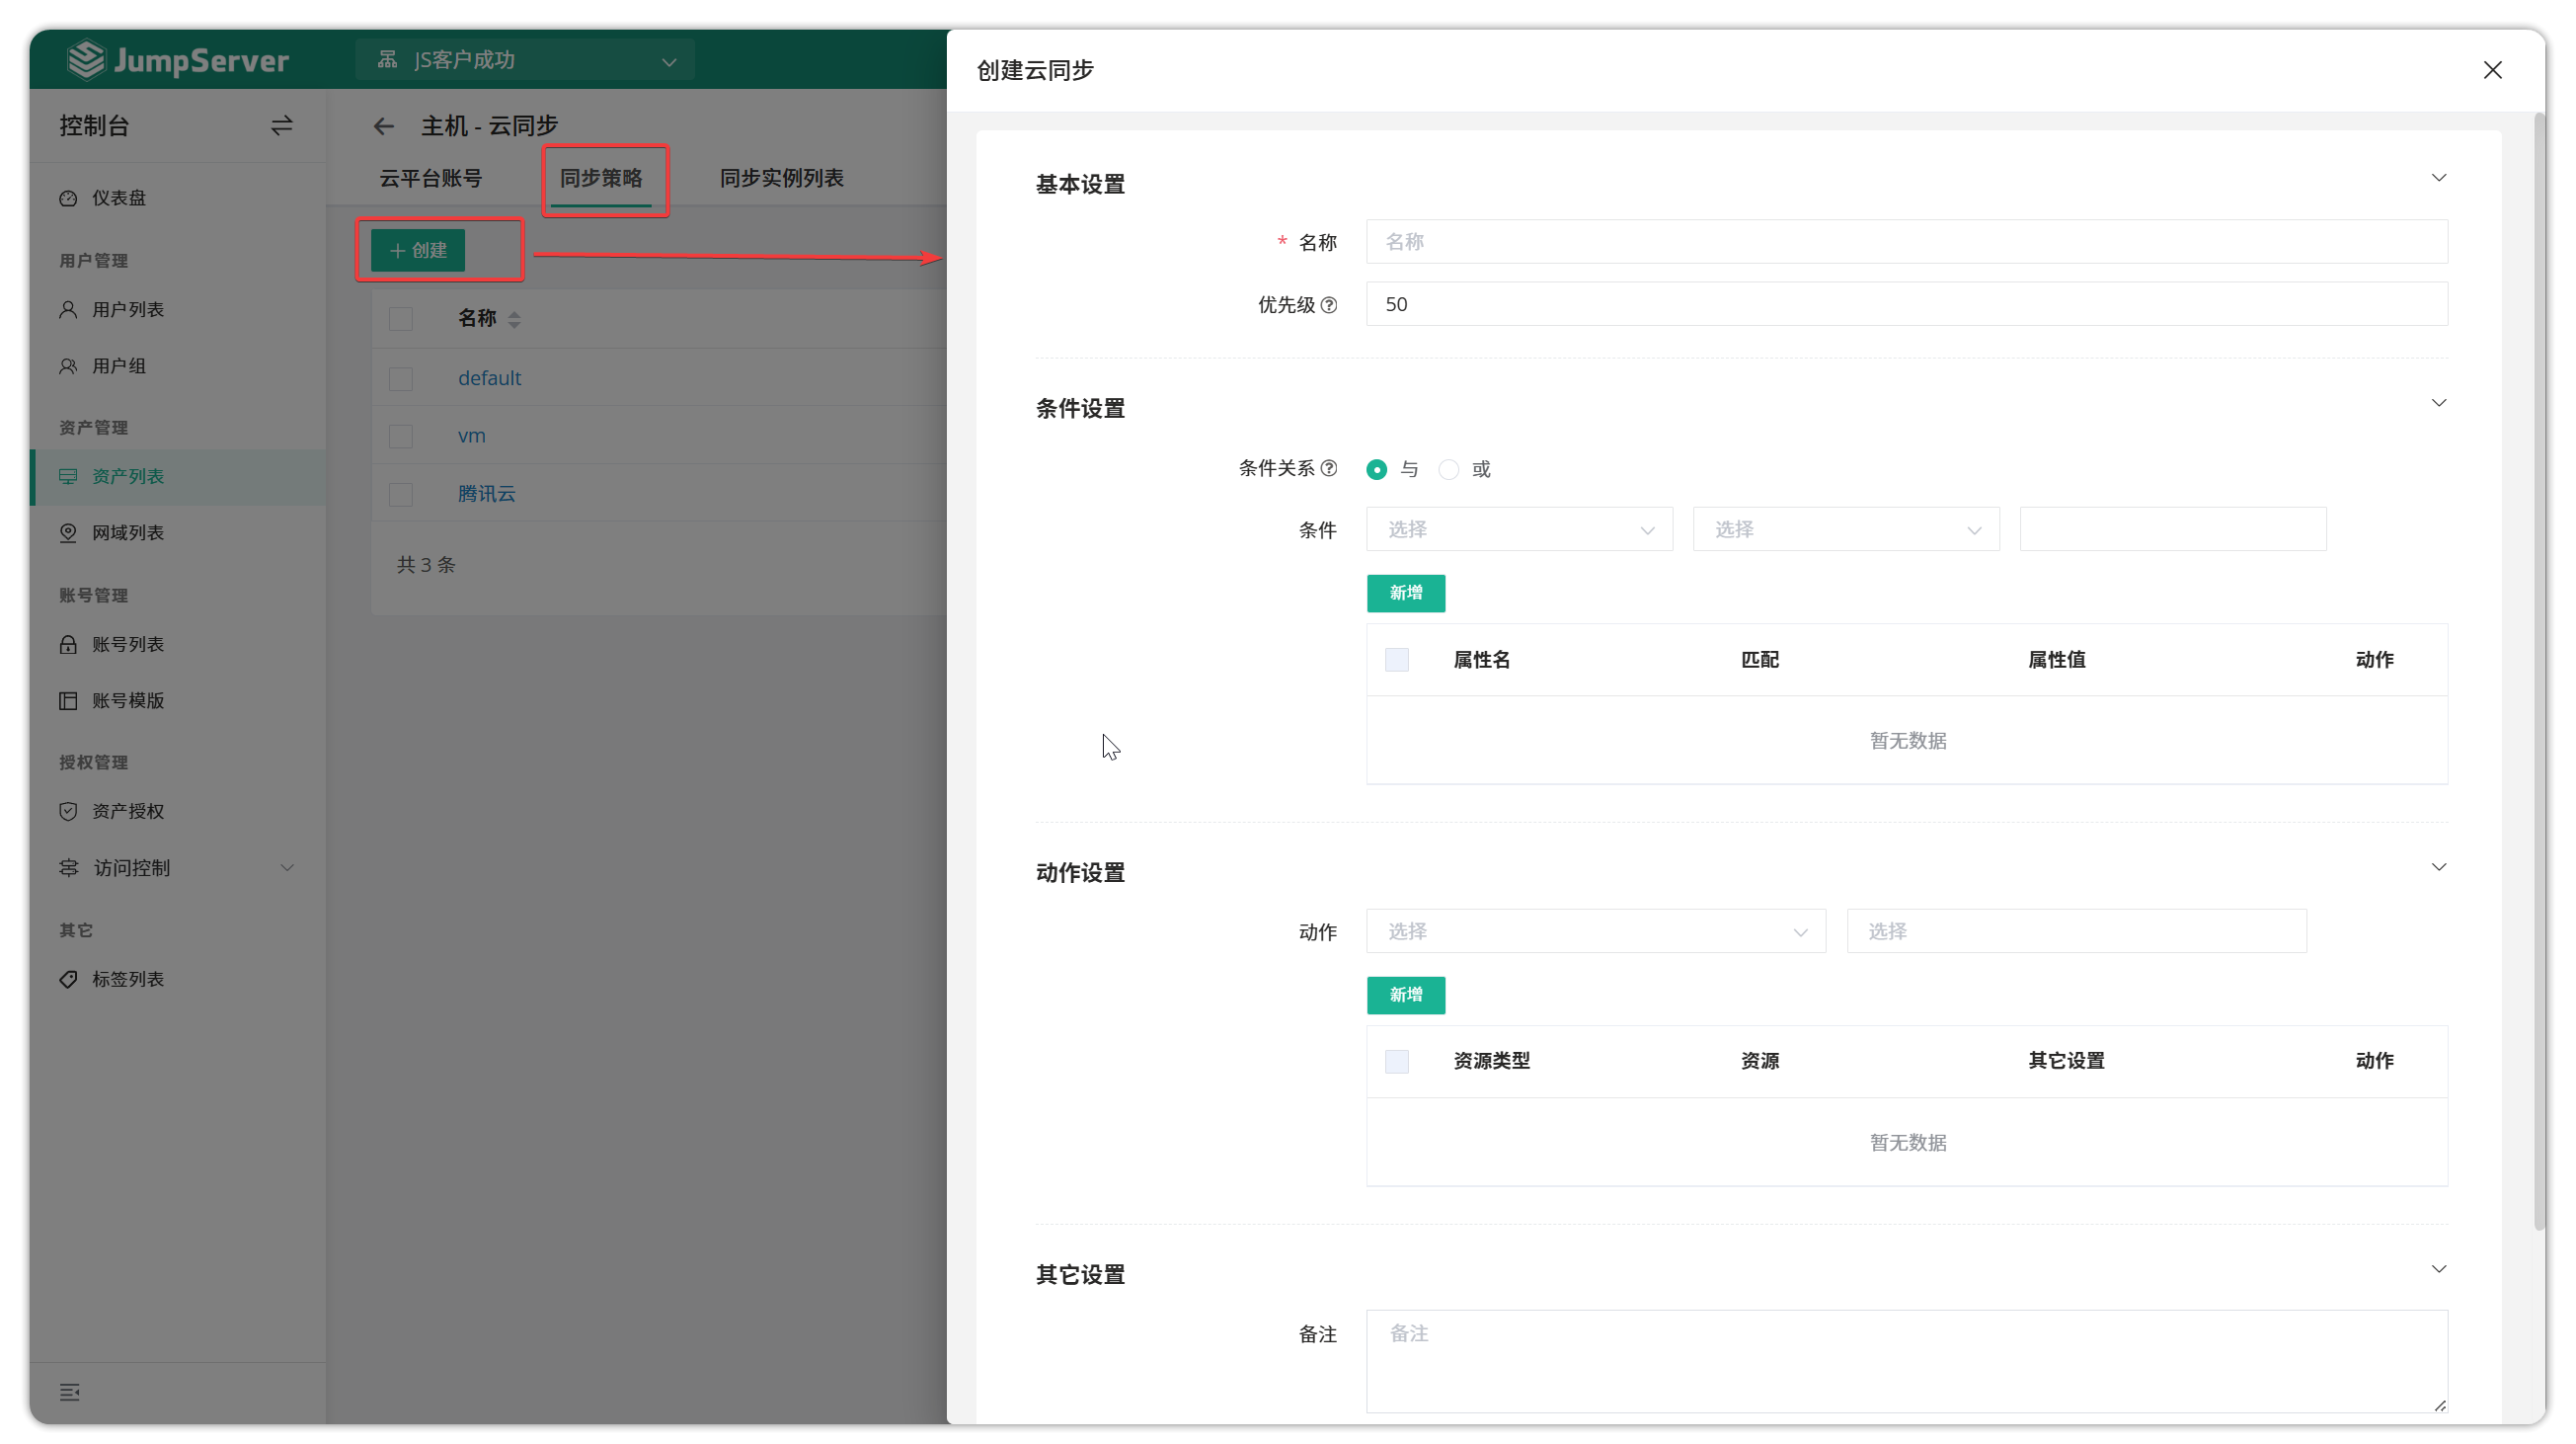 JumpServer
JS客户成功
控制台
仪表盘
用户管理
用户列表
用户组
资产管理
资产列表
网域列表
账号管理
账号列表
账号模版
授权管理
资产授权
访问控制
其它
标签列表
主机 - 云同步
云平台账号 同步策略 同步实例列表
创建
名称
default
vm
腾讯云
共 3 条
创建云同步
基本设置
* 名称 名称
优先级 50
条件设置
条件关系 与 或
条件 选择 选择
新增
属性名 匹配 属性值 动作
暂无数据
动作设置
动作 选择 选择
新增
资源类型 资源 其它设置 动作
暂无数据
其它设置
备注 备注